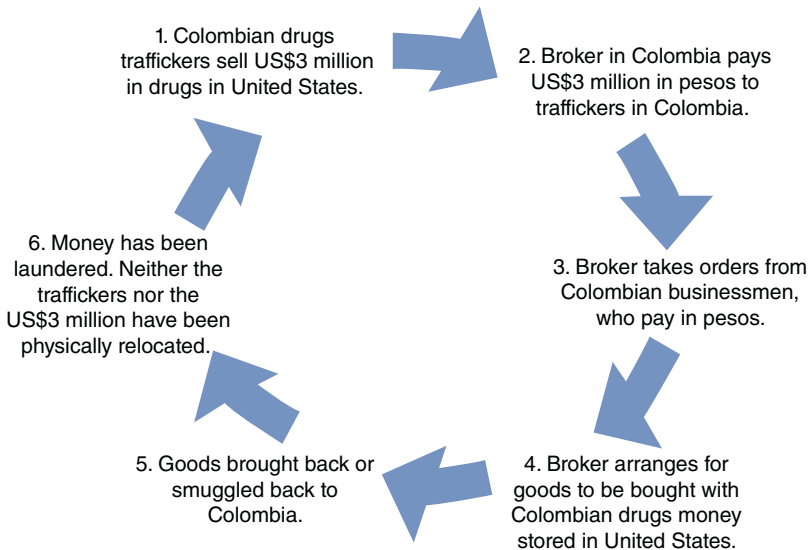 1. Colombian drugs
traffickers sell US$3 million
in drugs in United States.
2. Broker in Colombia pays
US$3 million in pesos to
traffickers in Colombia.
3. Broker takes orders from
Colombian businessmen,
who pay in pesos.
4. Broker arranges for
goods to be bought with
Colombian drugs money
stored in United States.
5. Goods brought back or
smuggled back to
Colombia.
6. Money has been
laundered. Neither the
traffickers nor the
US$3 million have been
physically relocated.